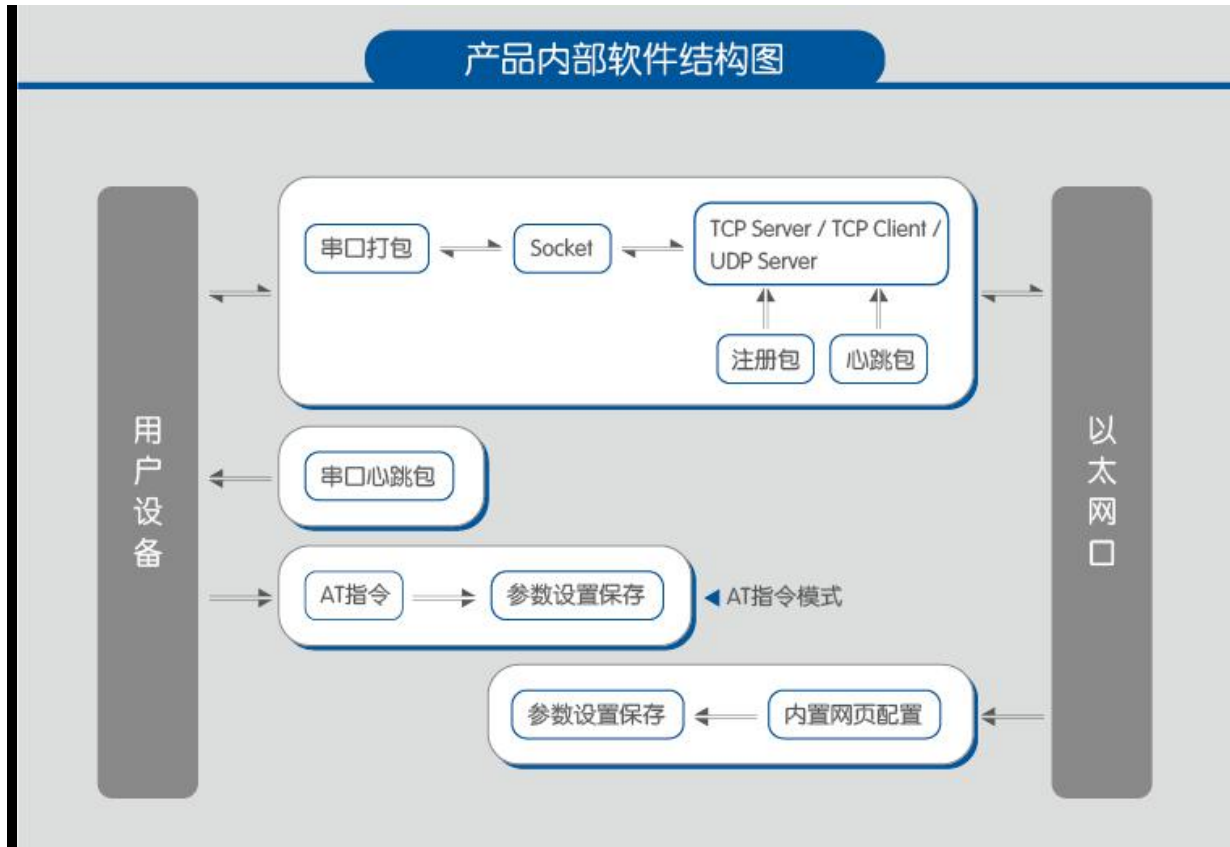 产品内部软件结构图
用户设备
串口打包
Socket
TCP Server / TCP Client /
UDP Server
注册包
心跳包
串口心跳包
AT指令
参数设置保存
AT指令模式
参数设置保存
内置网页配置
以太网口